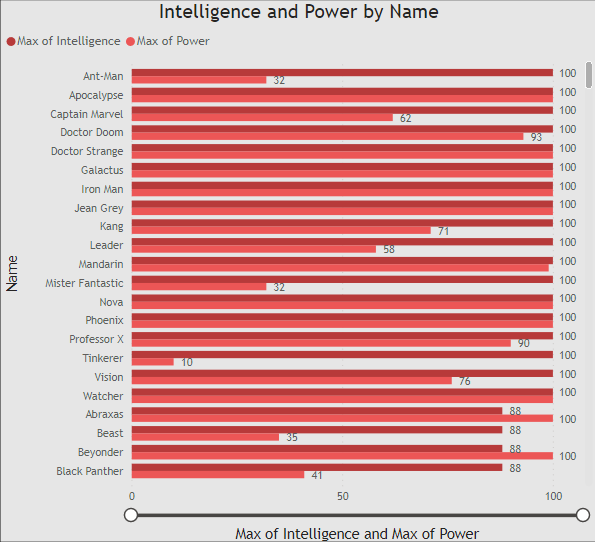 Intelligence and Power by Name
Max of Intelligence Max of Power
Name
Ant-Man 100
32
Apocalypse 100
Captain Marvel 100
62
Doctor Doom 100
93
Doctor Strange 100
Galactus 100
Iron Man 100
Jean Grey 100
Kang 100
71
Leader 100
58
Mandarin 100
Mister Fantastic 100
32
Nova 100
Phoenix 100
Professor X 100
90
Tinkerer 100
10
Vision 100
76
Watcher 100
Abraxas 88
100
Beast 88
35
Beyonder 88
100
Black Panther 88
41
0 50 100
Max of Intelligence and Max of Power